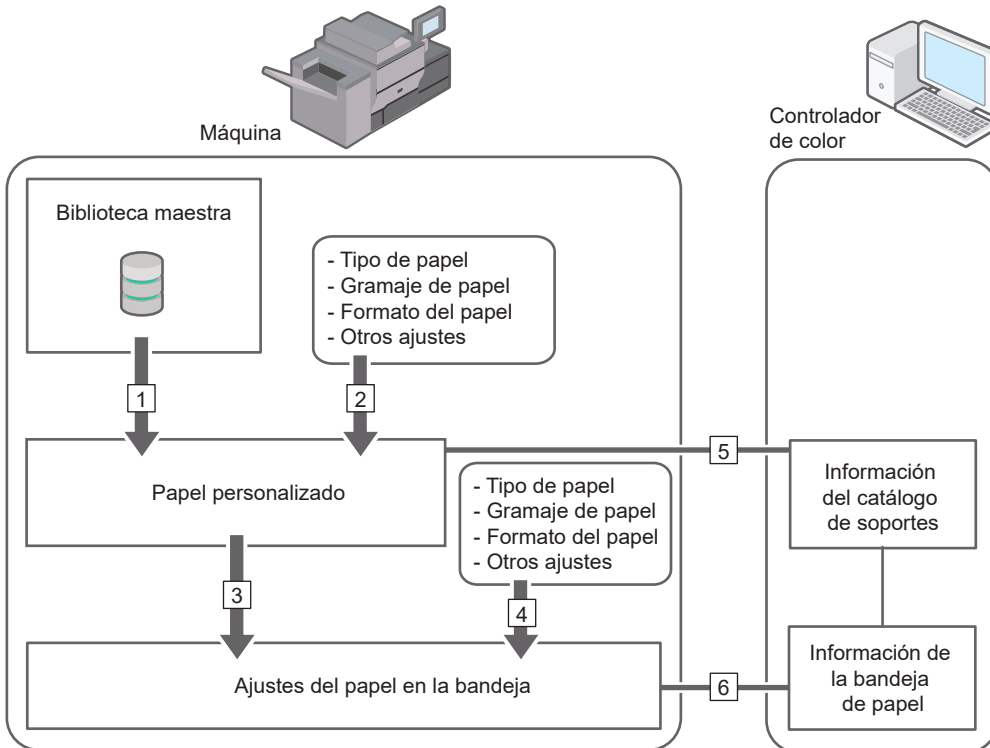 Máquina
Controlador
de color
Biblioteca maestra
- Tipo de papel
- Gramaje de papel
- Formato del papel
- Otros ajustes
1
2
Papel personalizado
5
- Tipo de papel
- Gramaje de papel
- Formato del papel
- Otros ajustes
Información
del catálogo
de soportes
3
4
Ajustes del papel en la bandeja
6
Información de
la bandeja
de papel